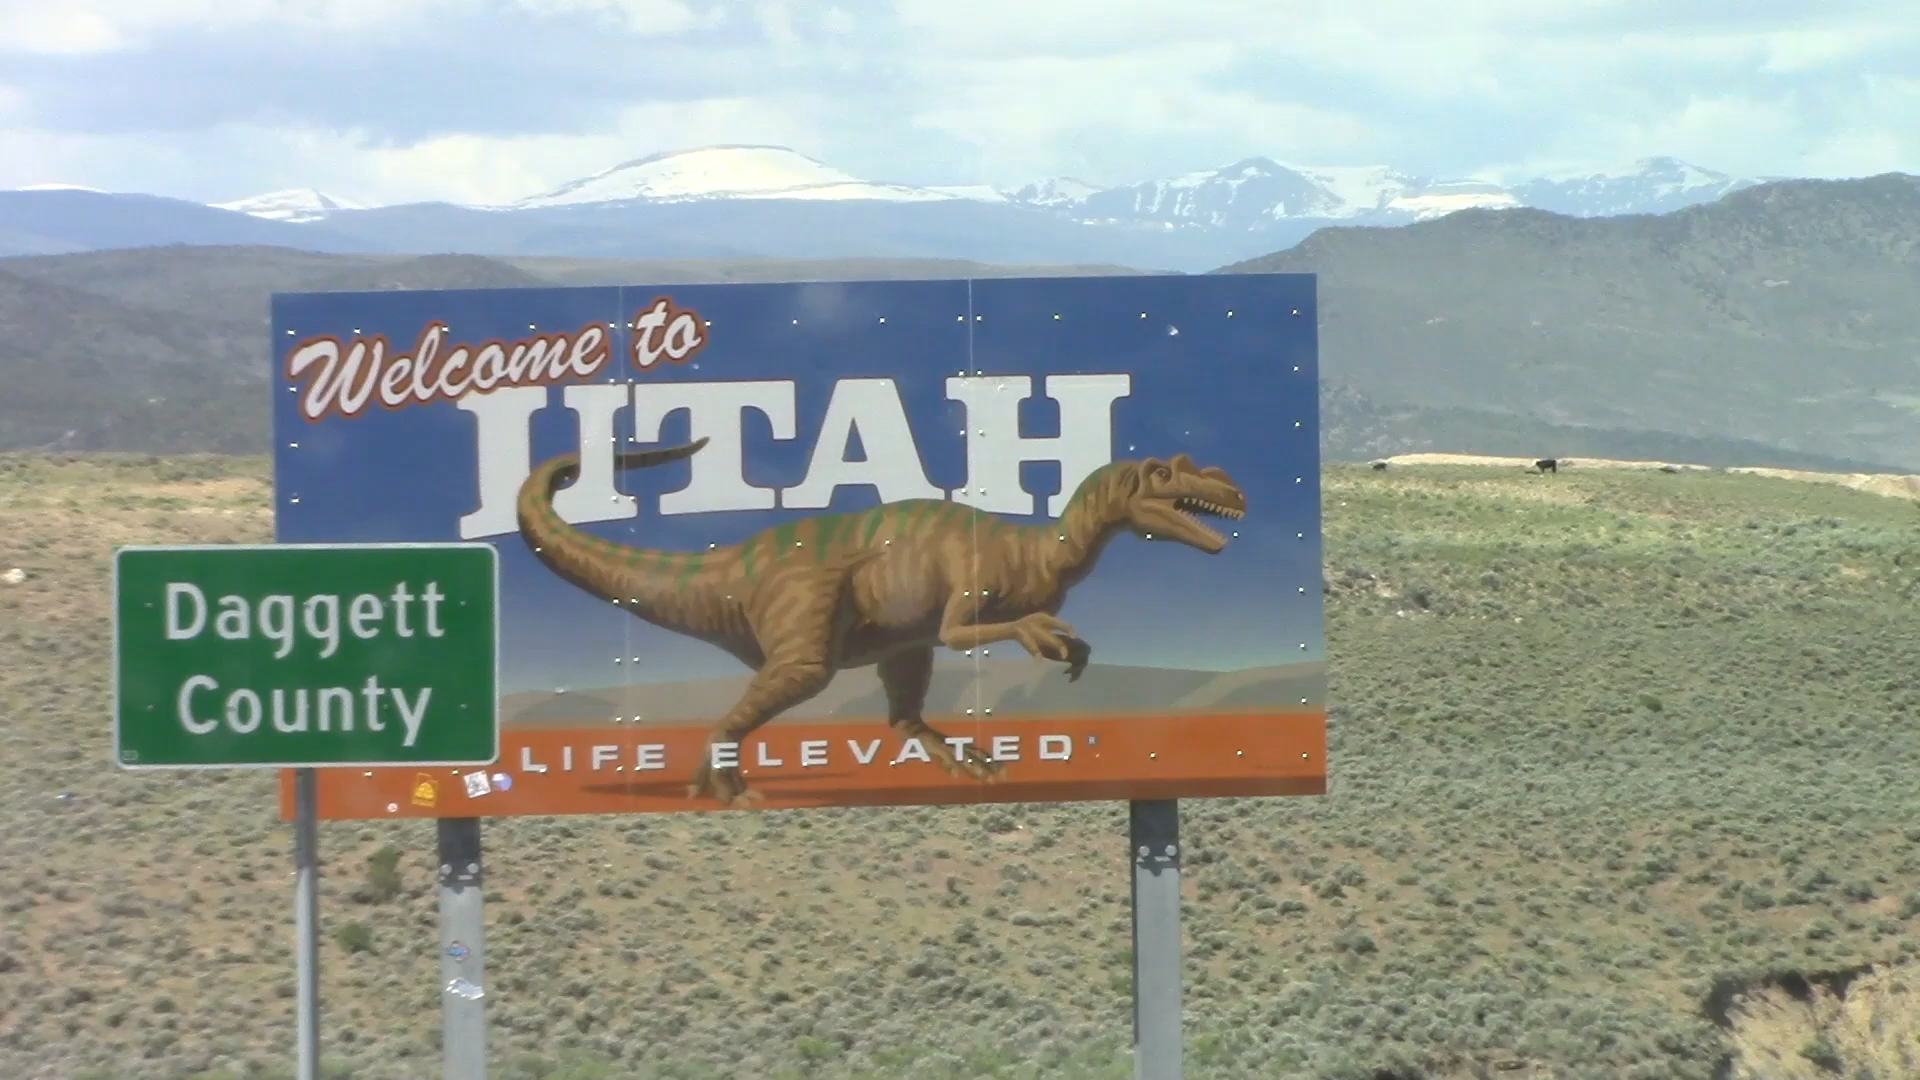 Welcome to
UTAH
Daggett
County
LIFE ELEVATED®